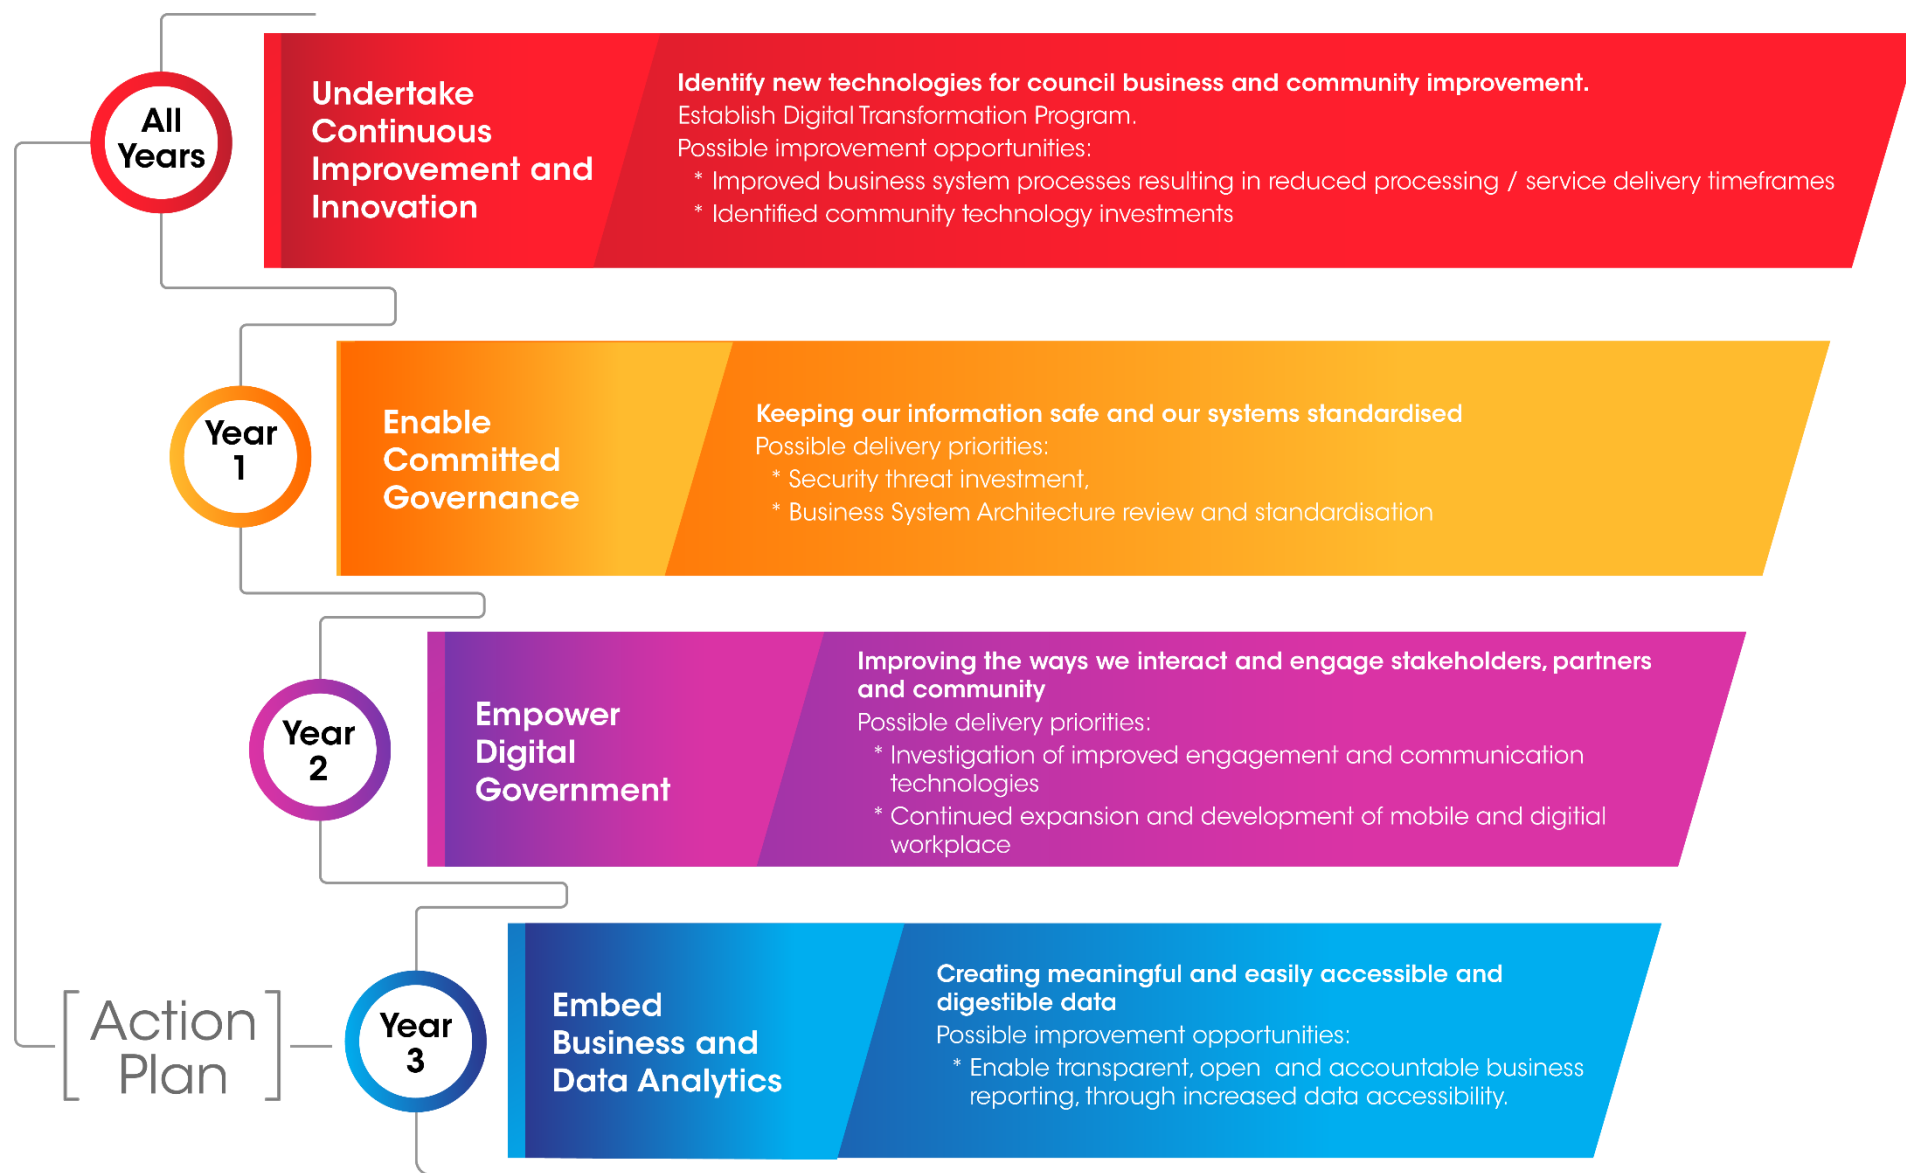 All
Years
Undertake
Continuous
Improvement and
Innovation
Identify new technologies for council business and community improvement.
Establish Digital Transformation Program.
Possible improvement opportunities:
* Improved business system processes resulting in reduced processing / service delivery timeframes
* Identified community technology investments
Year
1
Enable
Committed
Governance
Keeping our information safe and our systems standardised
Possible delivery priorities:
* Security threat investment,
* Business System Architecture review and standardisation
Year
2
Empower
Digital
Government
Improving the ways we interact and engage stakeholders, partners
and community
Possible delivery priorities:
* Investigation of improved engagement and communication
technologies
* Continued expansion and development of mobile and digitial
workplace
[Action
Plan]
Year
3
Embed
Business and
Data Analytics
Creating meaningful and easily accessible and
digestible data
Possible improvement opportunities:
* Enable transparent, open and accountable business
reporting, through increased data accessibility.